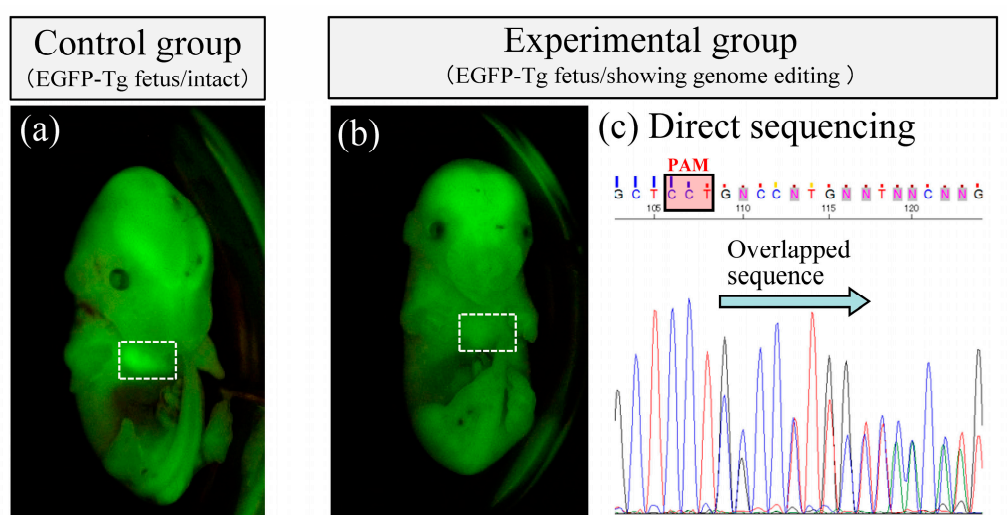 Control group
（EGFP-Tg fetus/intact）
Experimental group
（EGFP-Tg fetus/showing genome editing ）
(a)
(b)
(c) Direct sequencing
PAM
G C T C C T G N C C N T G N N T N N C N N G
105 110 115 120
Overlapped
sequence